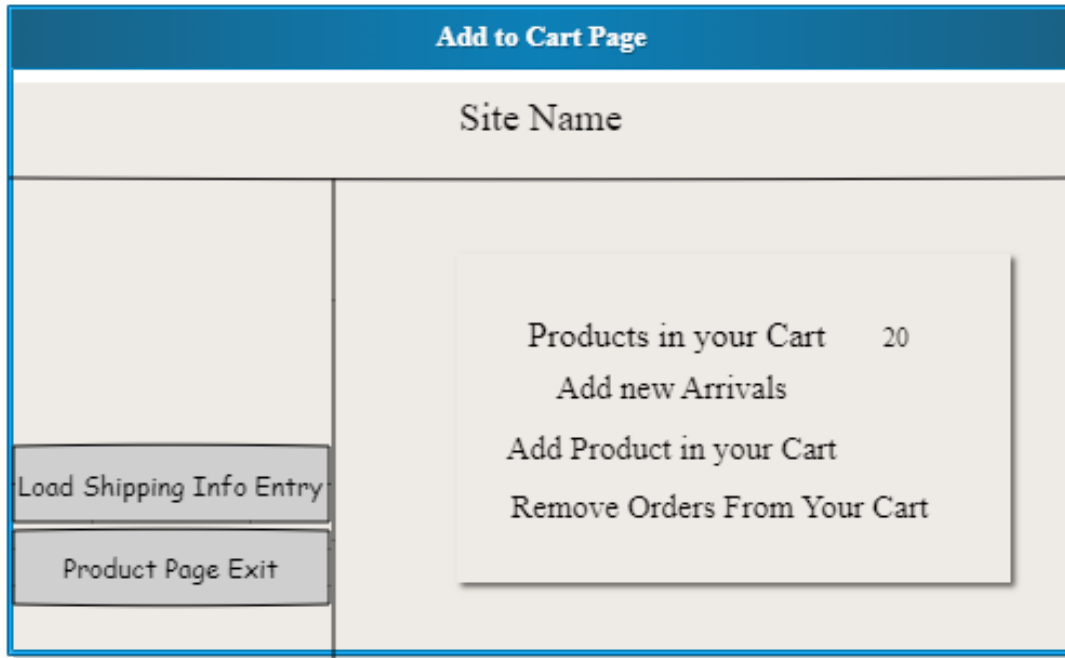 Add to Cart Page
Site Name
Products in your Cart 20
Add new Arrivals
Add Product in your Cart
Remove Orders From Your Cart
Load Shipping Info Entry
Product Page Exit